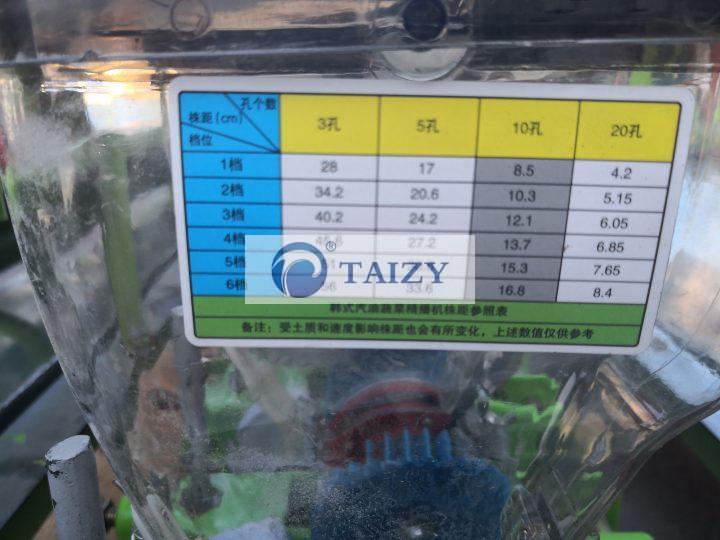 孔个数
株距(cm)
档位
3孔 5孔 10孔 20孔
1档 28 17 8.5 4.2
2档 34.2 20.6 10.3 5.15
3档 40.2 24.2 12.1 6.05
4档 27.2 13.7 6.85
5档 15.3 7.65
6档 56 33.6 16.8 8.4
® TAIZY
韩式汽油蔬菜精播机株距参照表
备注：受土质和速度影响株距也会有所变化，上述数值仅供参考